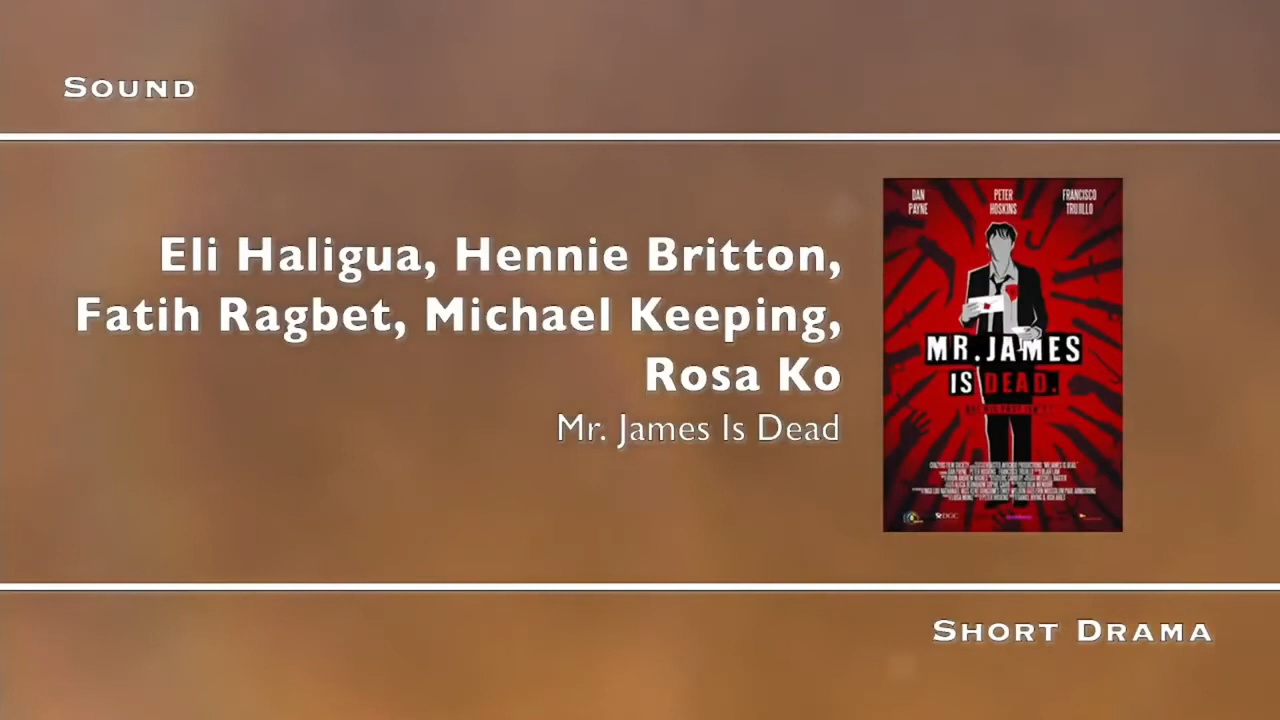 SOUND
Eli Haligua, Hennie Britton,
Fatih Ragbet, Michael Keeping,
Rosa Ko
Mr. James Is Dead
DAN PAYNE
PETER HOSKINS
FRANCISCO TRUJILLO
MR. JAMES
IS DEAD.
SHORT DRAMA